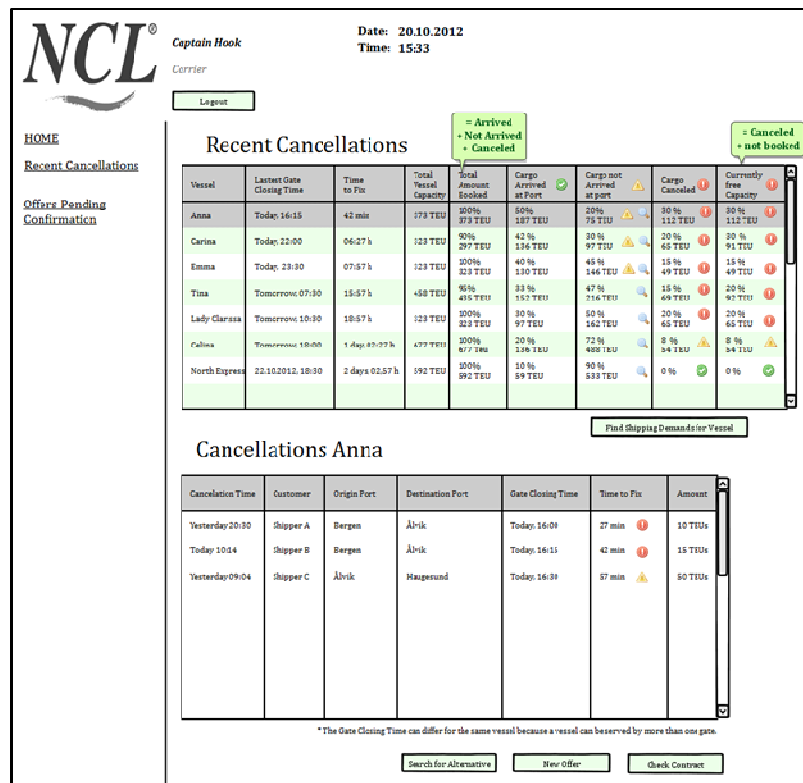 NCL®
Captain Hook
Carrier
Date: 20.10.2012
Time: 15:33
Logout
HOME
Recent Cancellations
Offers Pending
Confirmation
= Arrived
+ Not Arrived
+ Canceled
= Canceled
+ not booked
Recent Cancellations
Vessel Lastest Gate Closing Time Time to Fix Total Vessel Capacity Total Amount Booked Cargo Arrived at Port Cargo not Arrived at port Cargo Canceled Currently free Capacity
Anna Today, 16:15 42 min 373 TEU 100% 373 TEU 50% 187 TEU 20% 75 TEU 30 % 112 TEU 30 % 112 TEU
Carina Today, 22:00 06:27 h 323 TEU 90% 297 TEU 42 % 136 TEU 30 % 97 TEU 20 % 65 TEU 30 % 91 TEU
Emma Today, 23:30 07:57 h 323 TEU 100% 323 TEU 40 % 130 TEU 45 % 146 TEU 15 % 49 TEU 15 % 49 TEU
Tina Tomorrow, 07:30 15:57 h 458 TEU 95% 435 TEU 33 % 152 TEU 47 % 216 TEU 15 % 69 TEU 20 % 92 TEU
Lady Clarissa Tomorrow, 10:30 18:57 h 323 TEU 100% 323 TEU 30 % 97 TEU 50 % 162 TEU 20 % 65 TEU 20 % 65 TEU
Celina Tomorrow, 18:00 1 day 02:27 h 677 TEU 100% 677 TEU 20 % 136 TEU 72 % 488 TEU 8 % 54 TEU 8 % 54 TEU
North Express 22.10.2012, 18:30 2 days 02:57 h 592 TEU 100% 592 TEU 10 % 59 TEU 90 % 533 TEU 0 % 0 %
Find Shipping Demands for Vessel
Cancellations Anna
Cancelation Time Customer Origin Port Destination Port Gate Closing Time Time to Fix Amount
Yesterday 20:30 Shipper A Bergen Ålvik Today, 16:00 27 min 10 TEUs
Today 10:14 Shipper B Bergen Ålvik Today, 16:15 42 min 15 TEUs
Yesterday 09:04 Shipper C Ålvik Haugesund Today, 16:30 57 min 50 TEUs
* The Gate Closing Time can differ for the same vessel because a vessel can beserved by more than one gate.
Search for Alternative
New Offer
Check Contract